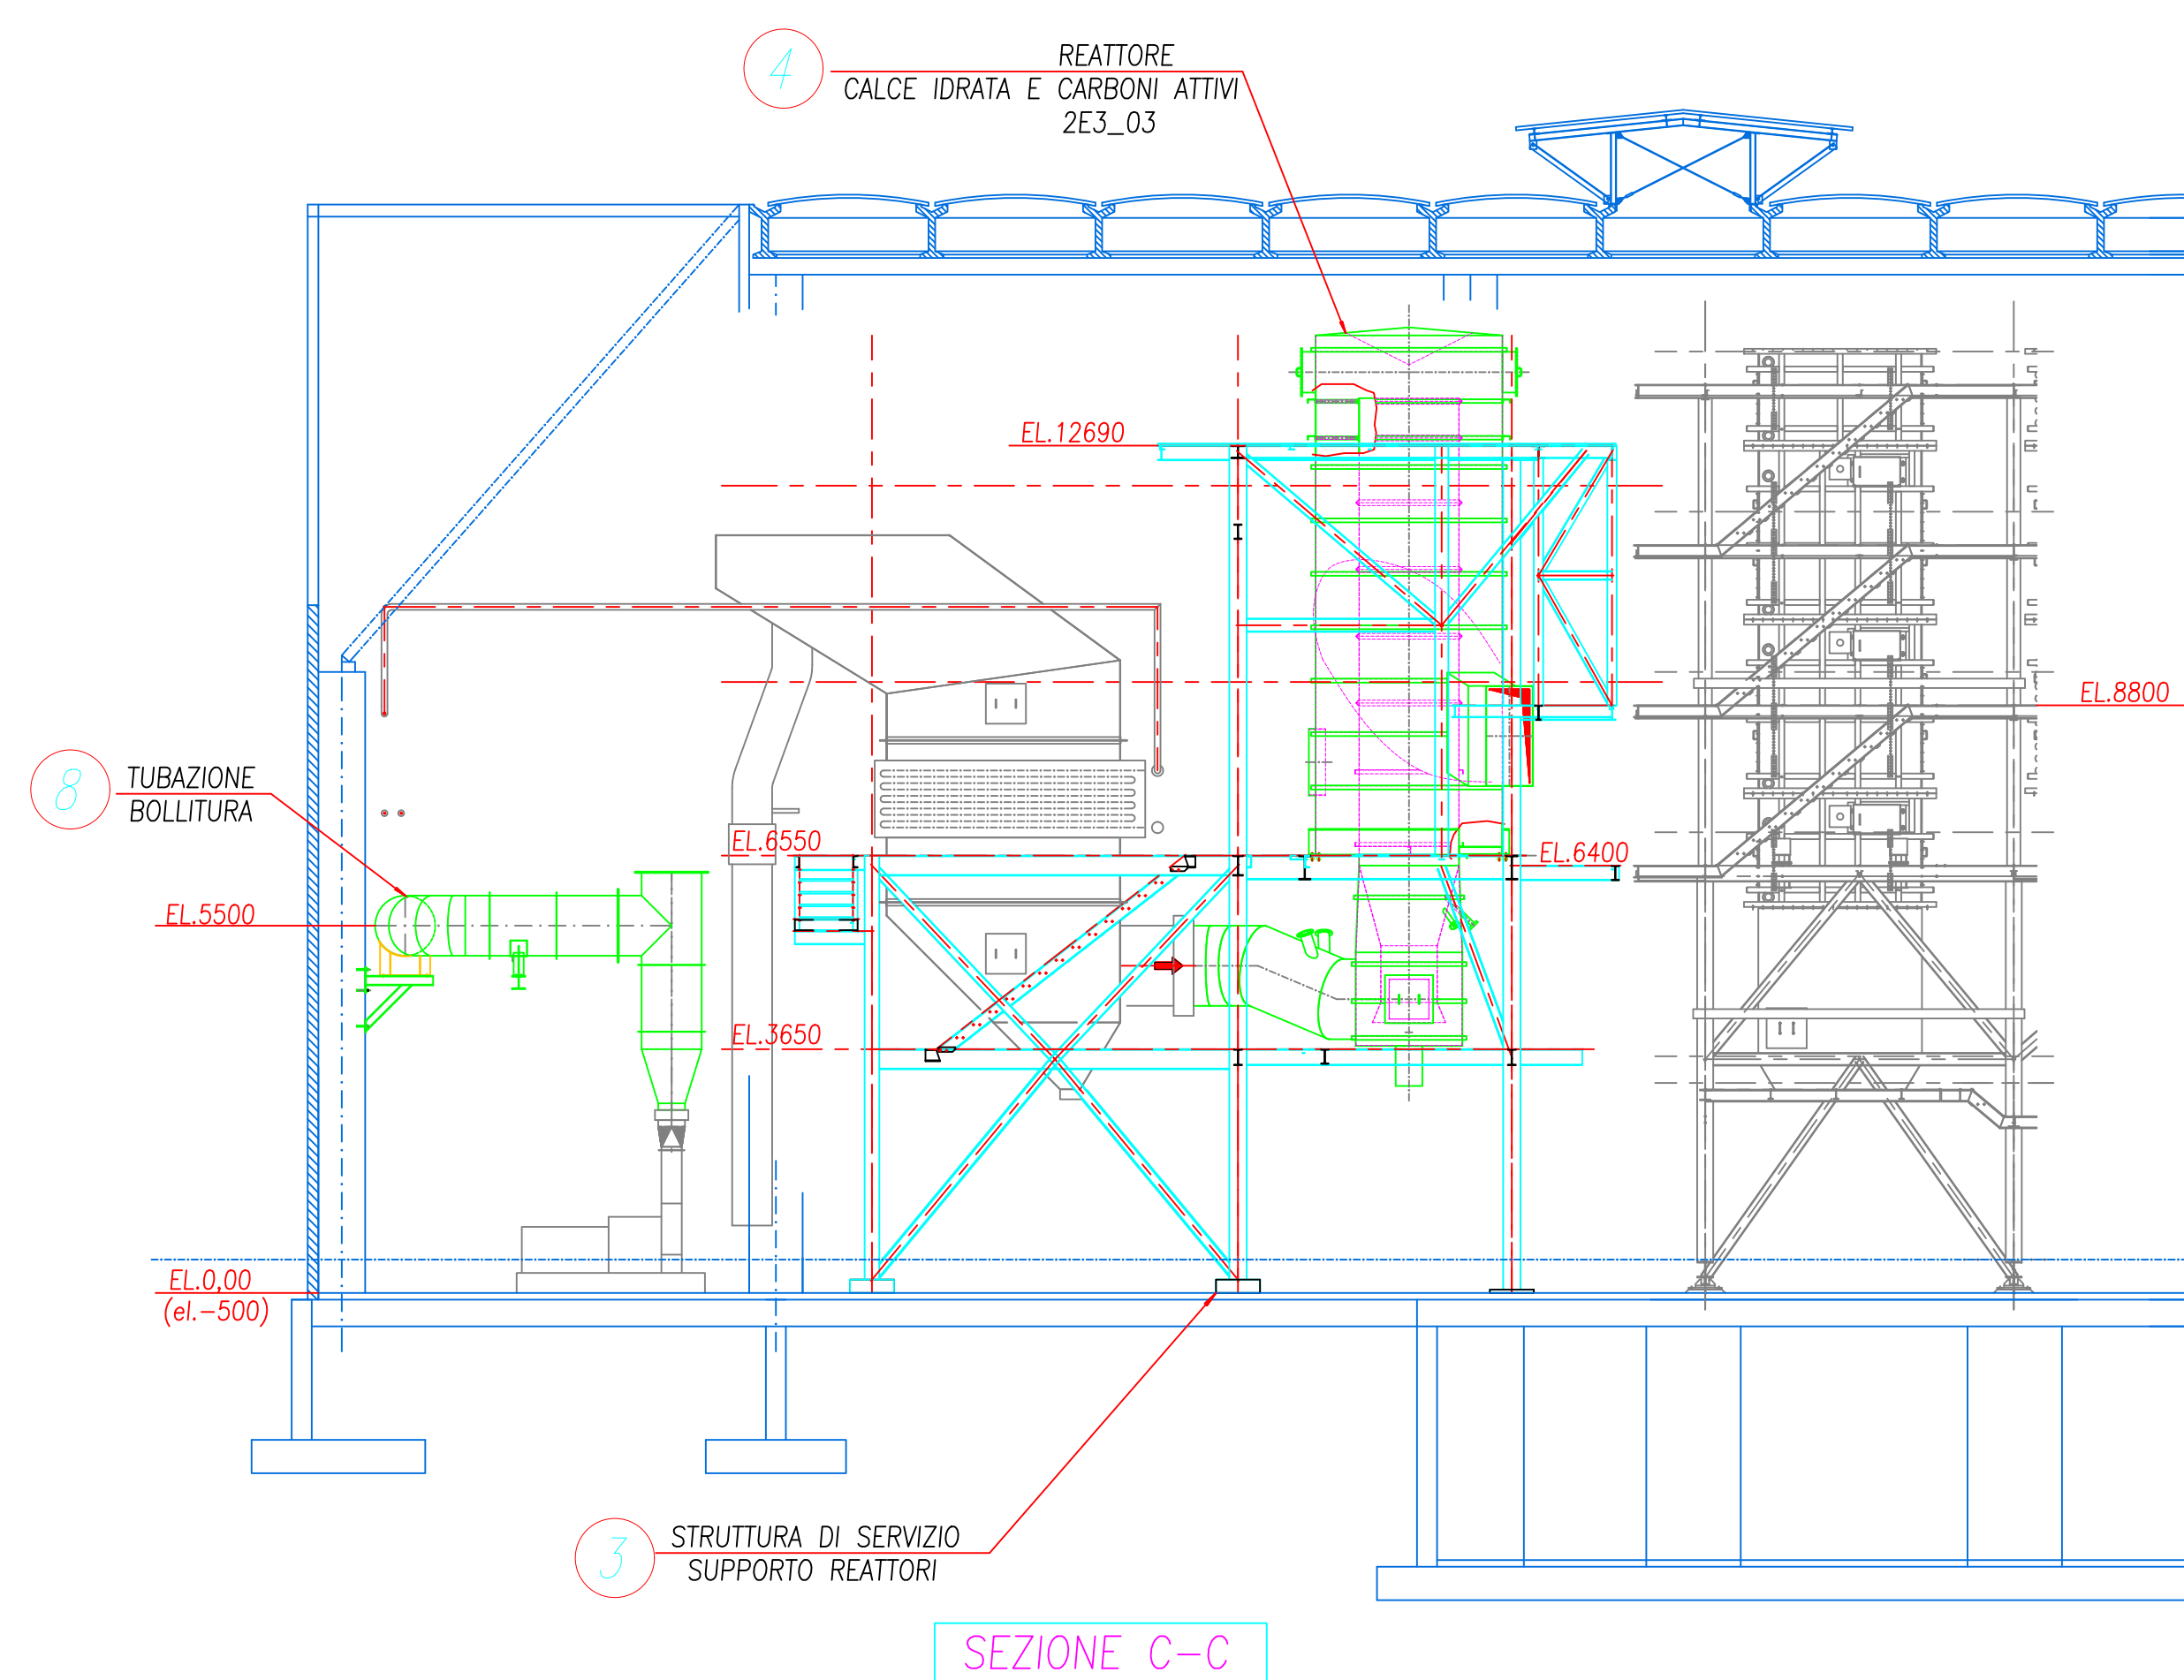 4
REATTORE
CALCE IDRATA E CARBONI ATTIVI
2E3_03
EL.12690
EL.8800
8
TUBAZIONE
BOLLITURA
EL.6550
EL.6400
EL.5500
EL.3650
EL.0,00
(el.-500)
3
STRUTTURA DI SERVIZIO
SUPPORTO REATTORI
SEZIONE C-C